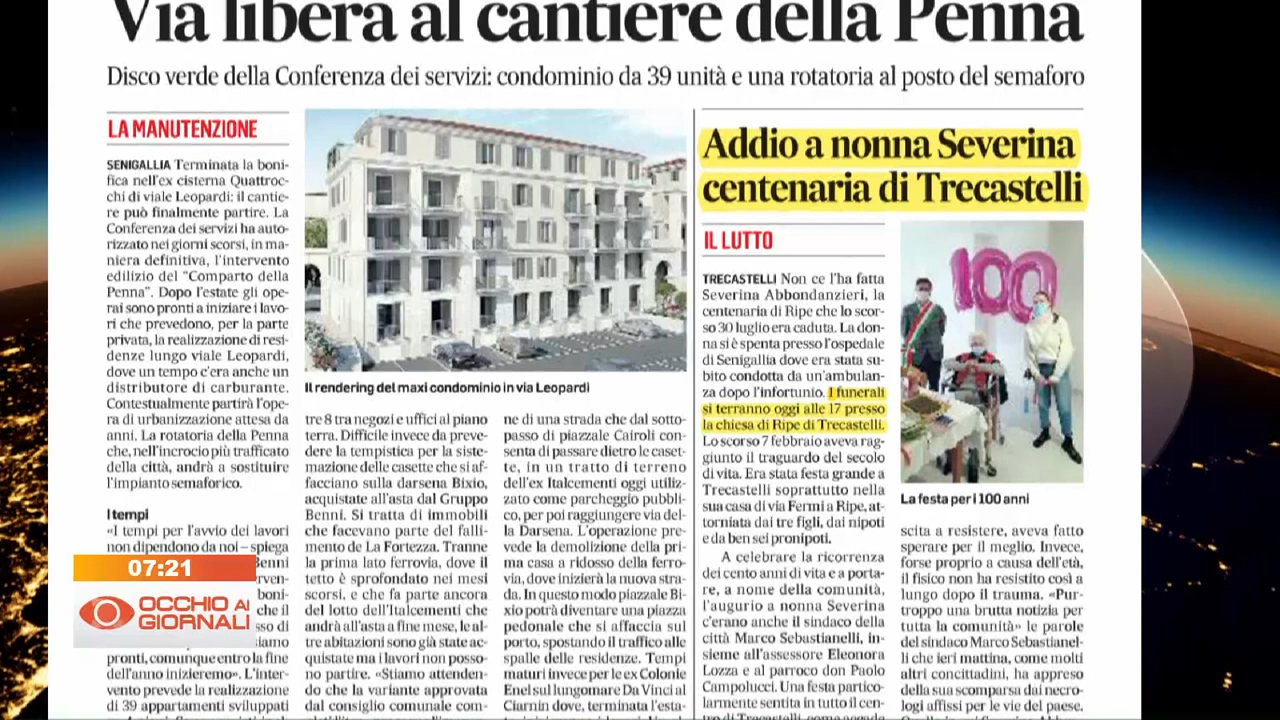 Via libera al cantiere della Penna
Disco verde della Conferenza dei servizi: condominio da 39 unità e una rotatoria al posto del semaforo
LA MANUTENZIONE
SENIGALLIA Terminata la boni-
fica nell'ex cisterna Quattroc-
chi di viale Leopardi: il cantie-
re può finalmente partire. La
Conferenza dei servizi ha auto-
rizzato nei giorni scorsi, in ma-
niera definitiva, l'intervento
edilizio del "Comparto della
Penna". Dopo l'estate gli ope-
rai sono pronti a iniziare i lavo-
ri che prevedono, per la parte
privata, la realizzazione di resi-
denze lungo viale Leopardi,
dove un tempo c'era anche un
distributore di carburante.
Contestualmente partirà l'ope-
ra di urbanizzazione attesa da
anni. La rotatoria della Penna
che, nell'incrocio più trafficato
della città, andrà a sostituire
l'impianto semaforico.
I tempi
«I tempi per l'avvio dei lavori
non dipendono da noi – spiega
Benni
erven-
boni-
che il
sso di
siamo
pronti, comunque entro la fine
dell'anno inizieremo». L'inter-
vento prevede la realizzazione
di 39 appartamenti sviluppati
Il rendering del maxi condominio in via Leopardi
tre 8 tra negozi e uffici al piano
terra. Difficile invece da preve-
dere la tempistica per la siste-
mazione delle casette che si af-
facciano sulla darsena Bixio,
acquistate all'asta dal Gruppo
Benni. Si tratta di immobili
che facevano parte del falli-
mento de La Fortezza. Tranne
la prima lato ferrovia, dove il
tetto è sprofondato nei mesi
scorsi, e che fa parte ancora
del lotto dell'Italcementi che
andrà all'asta a fine mese, le al-
tre abitazioni sono già state ac-
quistate ma i lavori non posso-
no partire. «Stiamo attenden-
do che la variante approvata
dal consiglio comunale com-
ne di una strada che dal sotto-
passo di piazzale Cairoli con-
senta di passare dietro le caset-
te, in un tratto di terreno
dell'ex Italcementi oggi utiliz-
zato come parcheggio pubbli-
co, per poi raggiungere via del-
la Darsena. L'operazione pre-
vede la demolizione della pri-
ma casa a ridosso della ferro-
via, dove inizierà la nuova stra-
da. In questo modo piazzale Bi-
xio potrà diventare una piazza
pedonale che si affaccia sul
porto, spostando il traffico alle
spalle delle residenze. Tempi
maturi invece per le ex Colonie
Enel sul lungomare Da Vinci al
Ciarnin dove, terminata l'esta-
Addio a nonna Severina
centenaria di Trecastelli
IL LUTTO
TRECASTELLI Non ce l'ha fatta
Severina Abbondanzieri, la
centenaria di Ripe che lo scor-
so 30 luglio era caduta. La don-
na si è spenta presso l'ospedale
di Senigallia dove era stata su-
bito condotta da un'ambulan-
za dopo l'infortunio. I funerali
si terranno oggi alle 17 presso
la chiesa di Ripe di Trecastelli.
Lo scorso 7 febbraio aveva rag-
giunto il traguardo del secolo
di vita. Era stata festa grande a
Trecastelli soprattutto nella
sua casa di via Fermi a Ripe, at-
torniata dai tre figli, dai nipoti
e da ben sei pronipoti.
A celebrare la ricorrenza
dei cento anni di vita e a porta-
re, a nome della comunità,
l'augurio a nonna Severina
c'erano anche il sindaco della
città Marco Sebastianelli, in-
sieme all'assessore Eleonora
Lozza e al parroco don Paolo
Campolucci. Una festa partico-
larmente sentita in tutto il cen-
100
La festa per i 100 anni
scita a resistere, aveva fatto
sperare per il meglio. Invece,
forse proprio a causa dell'età,
il fisico non ha resistito così a
lungo dopo il trauma. «Pur-
troppo una brutta notizia per
tutta la comunità» le parole
del sindaco Marco Sebastianel-
li che ieri mattina, come molti
altri concittadini, ha appreso
della sua scomparsa dai necro-
logi affissi per le vie del paese.
07:21
OCCHIO AI
GIORNALI